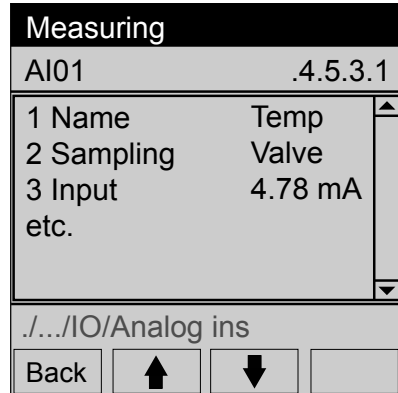 Measuring
AI01 .4.5.3.1
1 Name Temp
2 Sampling Valve
3 Input 4.78 mA
etc.
./.../IO/Analog ins
Back